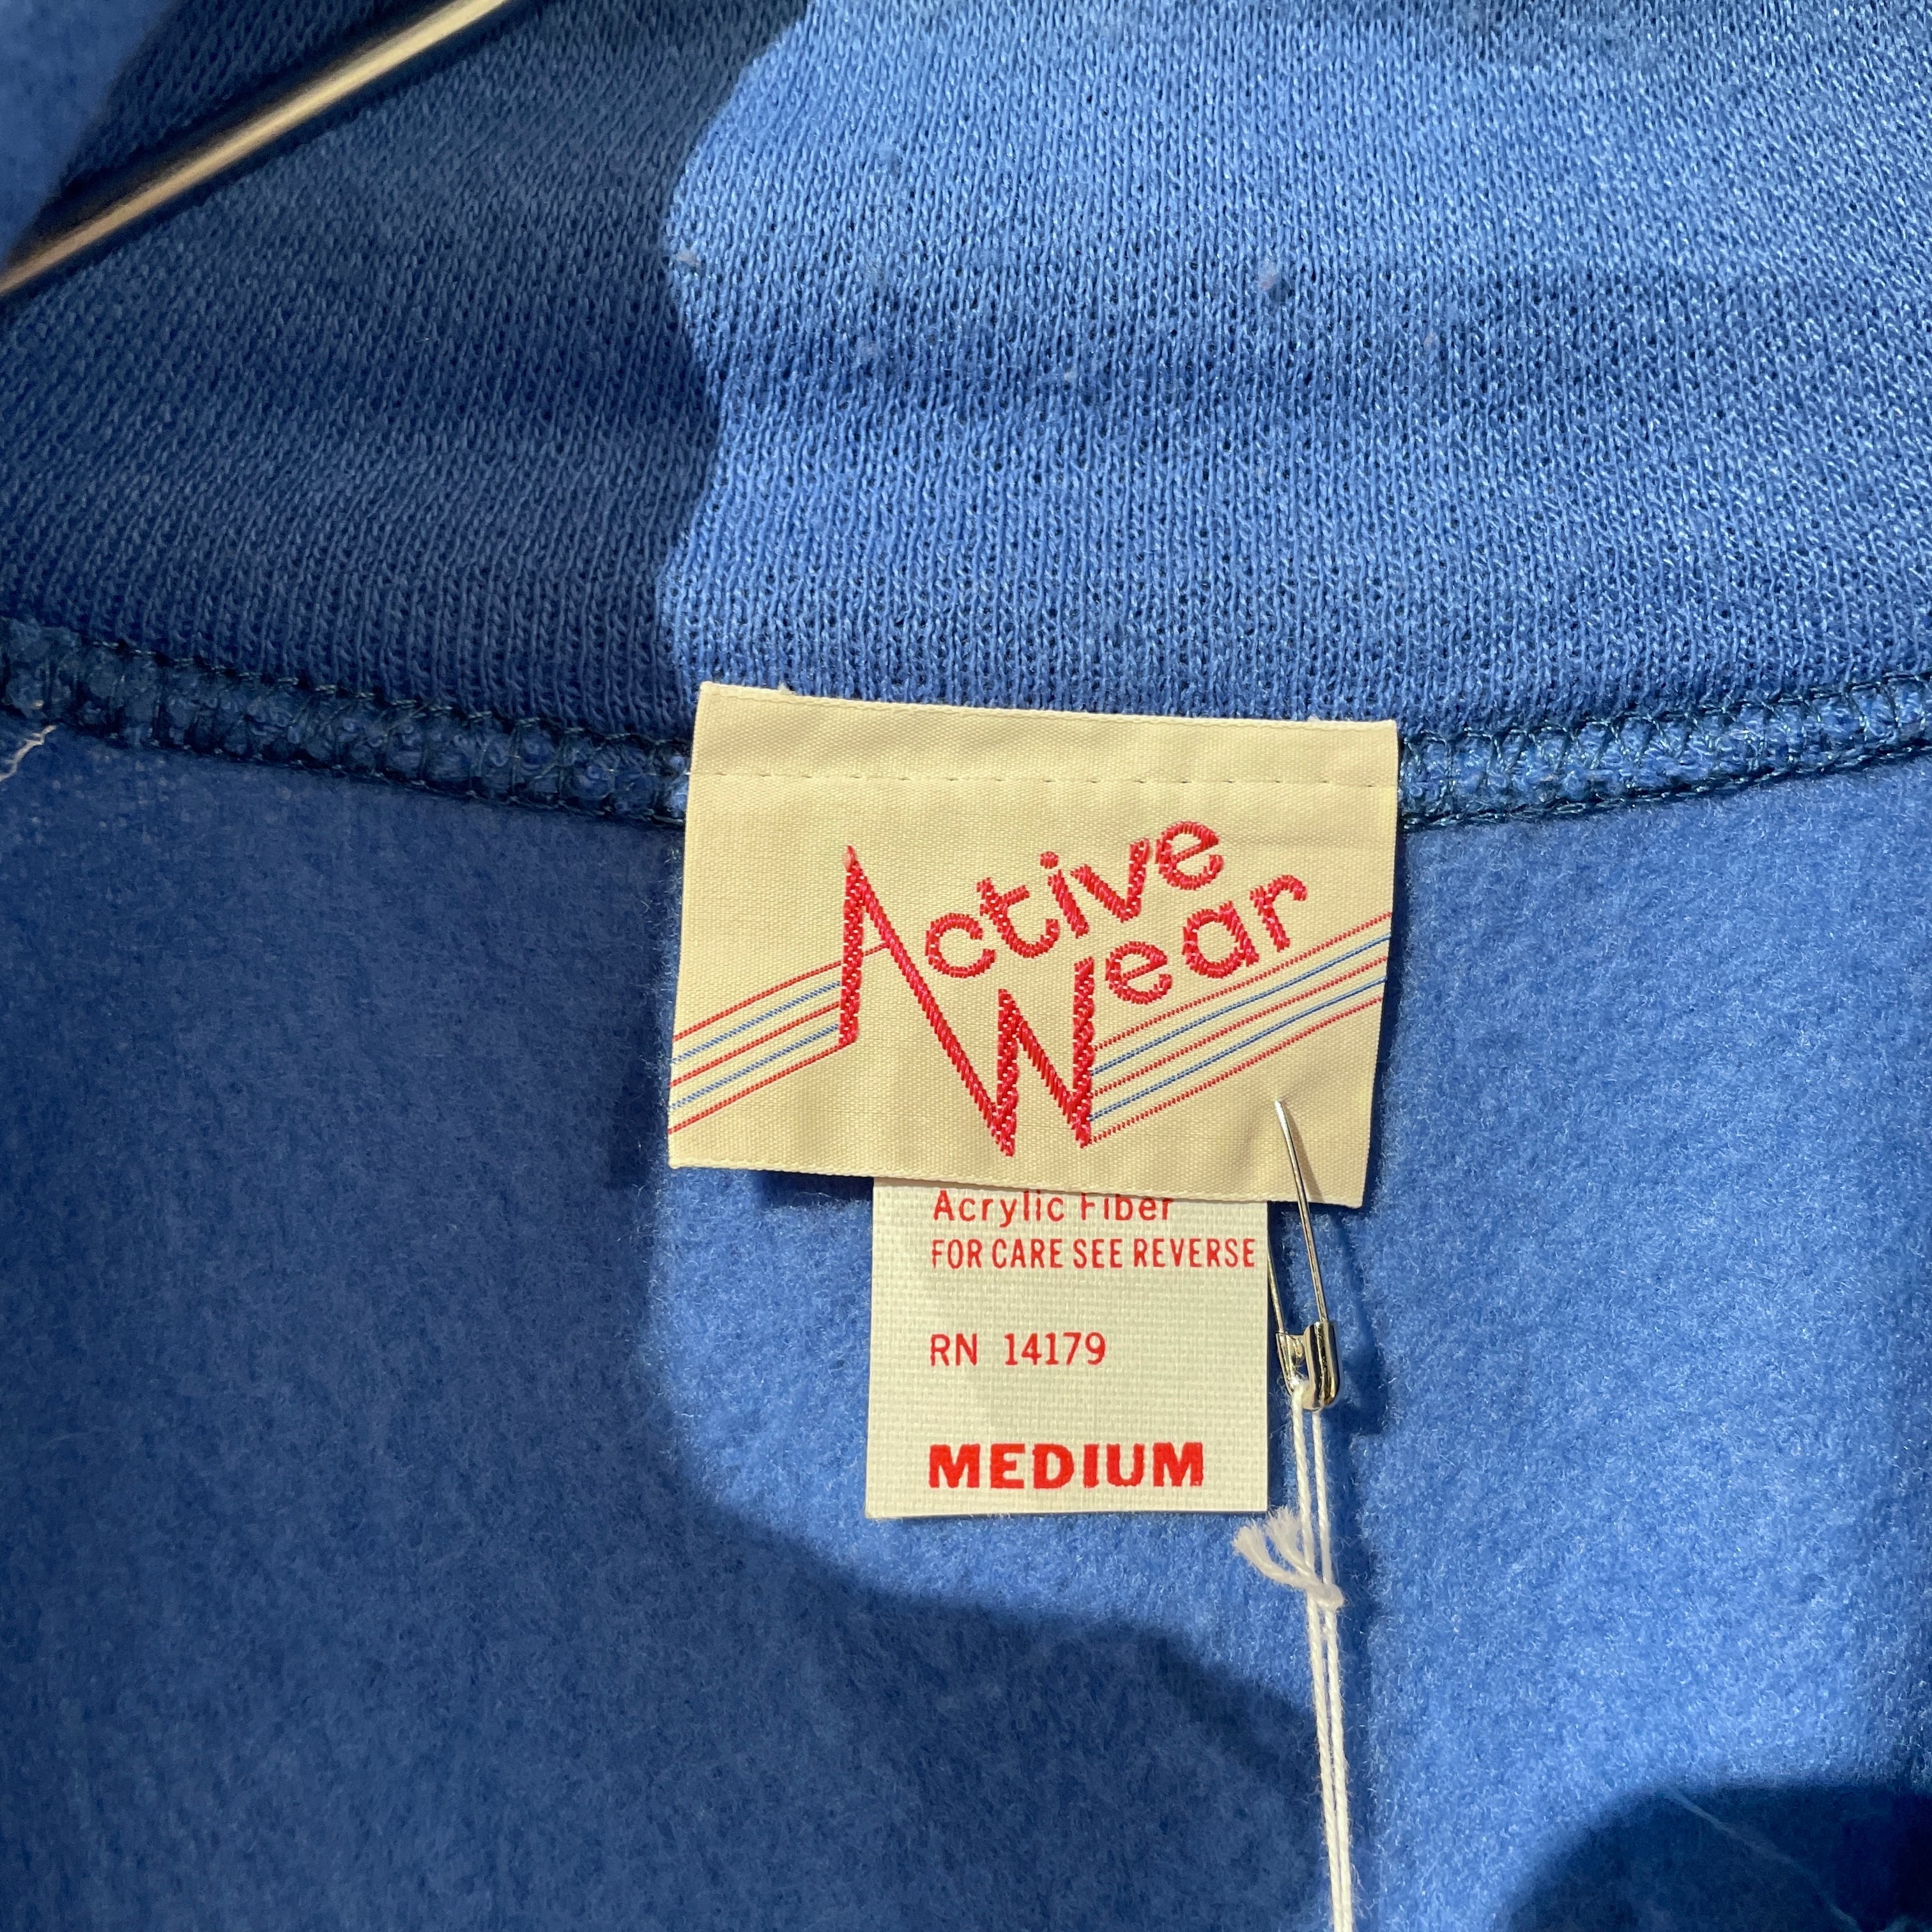 Active
Wear
Acrylic Fiber
FOR CARE SEE REVERSE
RN 14179
MEDIUM